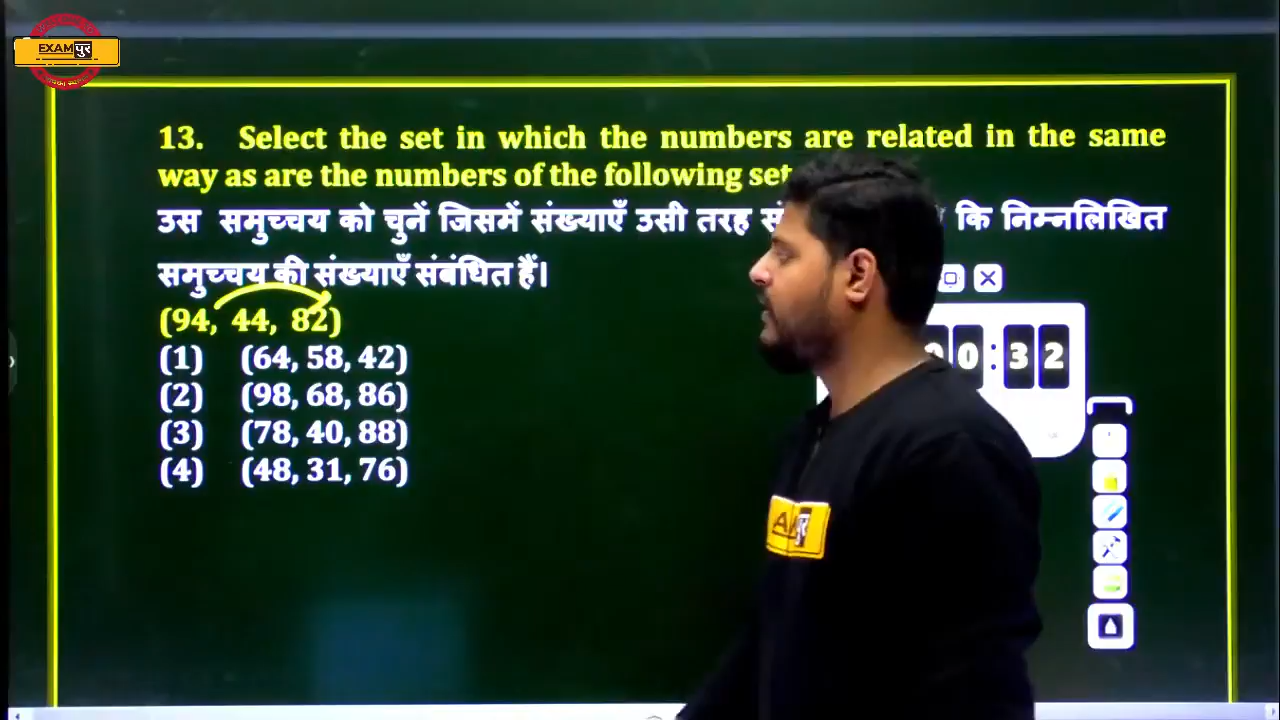 EXAMपुर
13. Select the set in which the numbers are related in the same
way as are the numbers of the following set
उस समुच्चय को चुनें जिसमें संख्याएँ उसी तरह कि निम्नलिखित
समुच्चय की संख्याएँ संबंधित हैं।
(94, 44, 82)
(1) (64, 58, 42)
(2) (98, 68, 86)
(3) (78, 40, 88)
(4) (48, 31, 76)
0:32